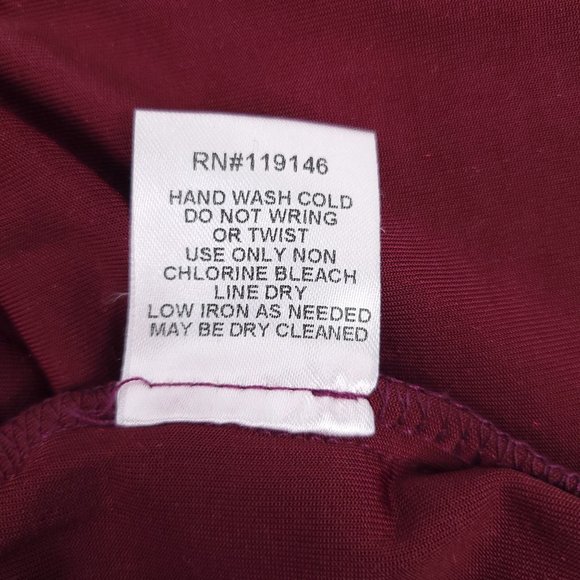 RN#119146
HAND WASH COLD
DO NOT WRING
OR TWIST
USE ONLY NON
CHLORINE BLEACH
LINE DRY
LOW IRON AS NEEDED
MAY BE DRY CLEANED